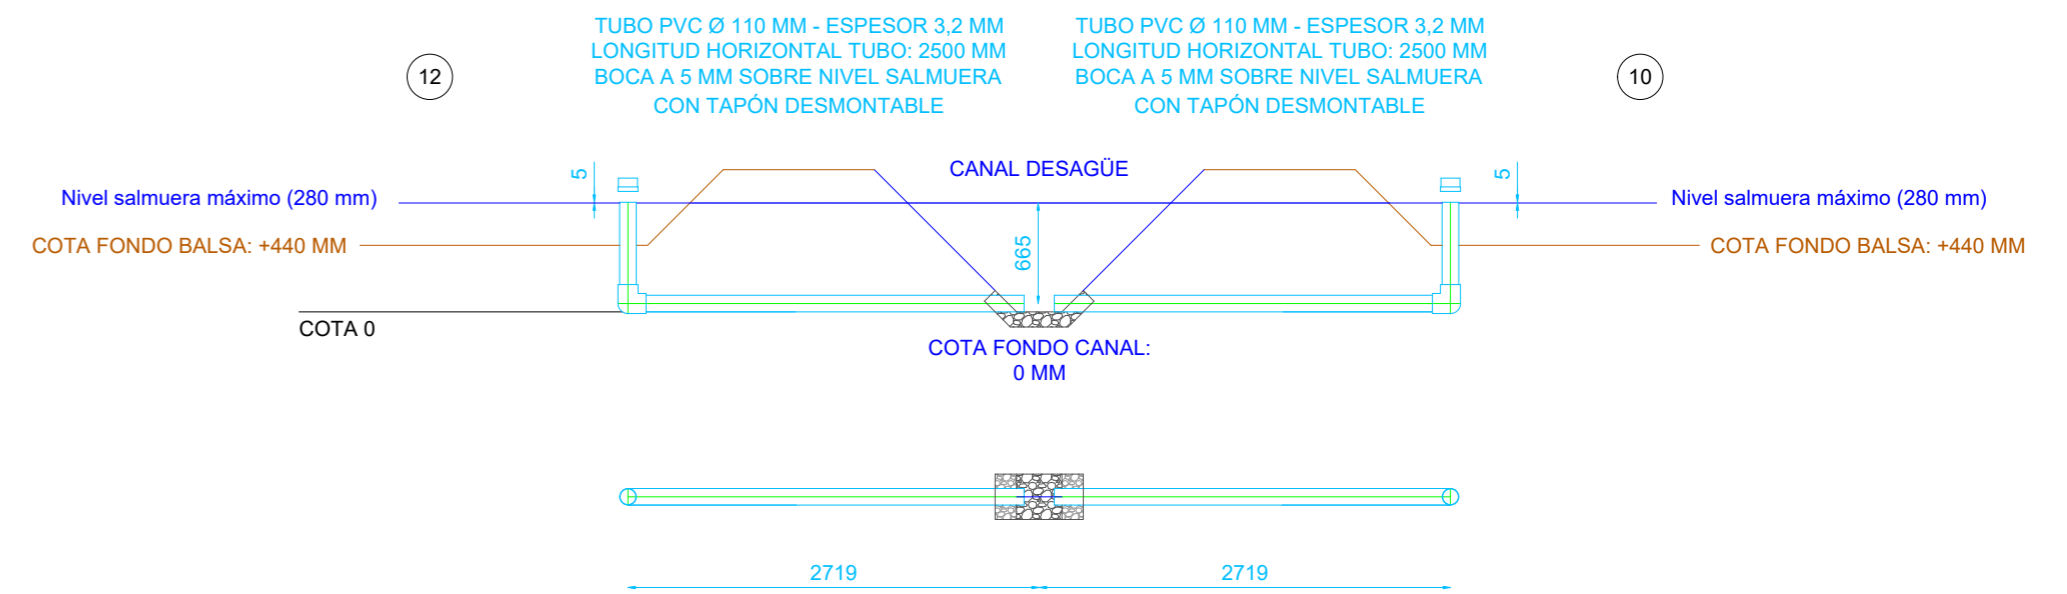 TUBO PVC Ø 110 MM - ESPESOR 3,2 MM
LONGITUD HORIZONTAL TUBO: 2500 MM
BOCA A 5 MM SOBRE NIVEL SALMUERA
CON TAPÓN DESMONTABLE
TUBO PVC Ø 110 MM - ESPESOR 3,2 MM
LONGITUD HORIZONTAL TUBO: 2500 MM
BOCA A 5 MM SOBRE NIVEL SALMUERA
CON TAPÓN DESMONTABLE
12
10
CANAL DESAGÜE
5
5
Nivel salmuera máximo (280 mm)
Nivel salmuera máximo (280 mm)
COTA FONDO BALSA: +440 MM
665
COTA FONDO BALSA: +440 MM
COTA 0
COTA FONDO CANAL:
0 MM
2719
2719